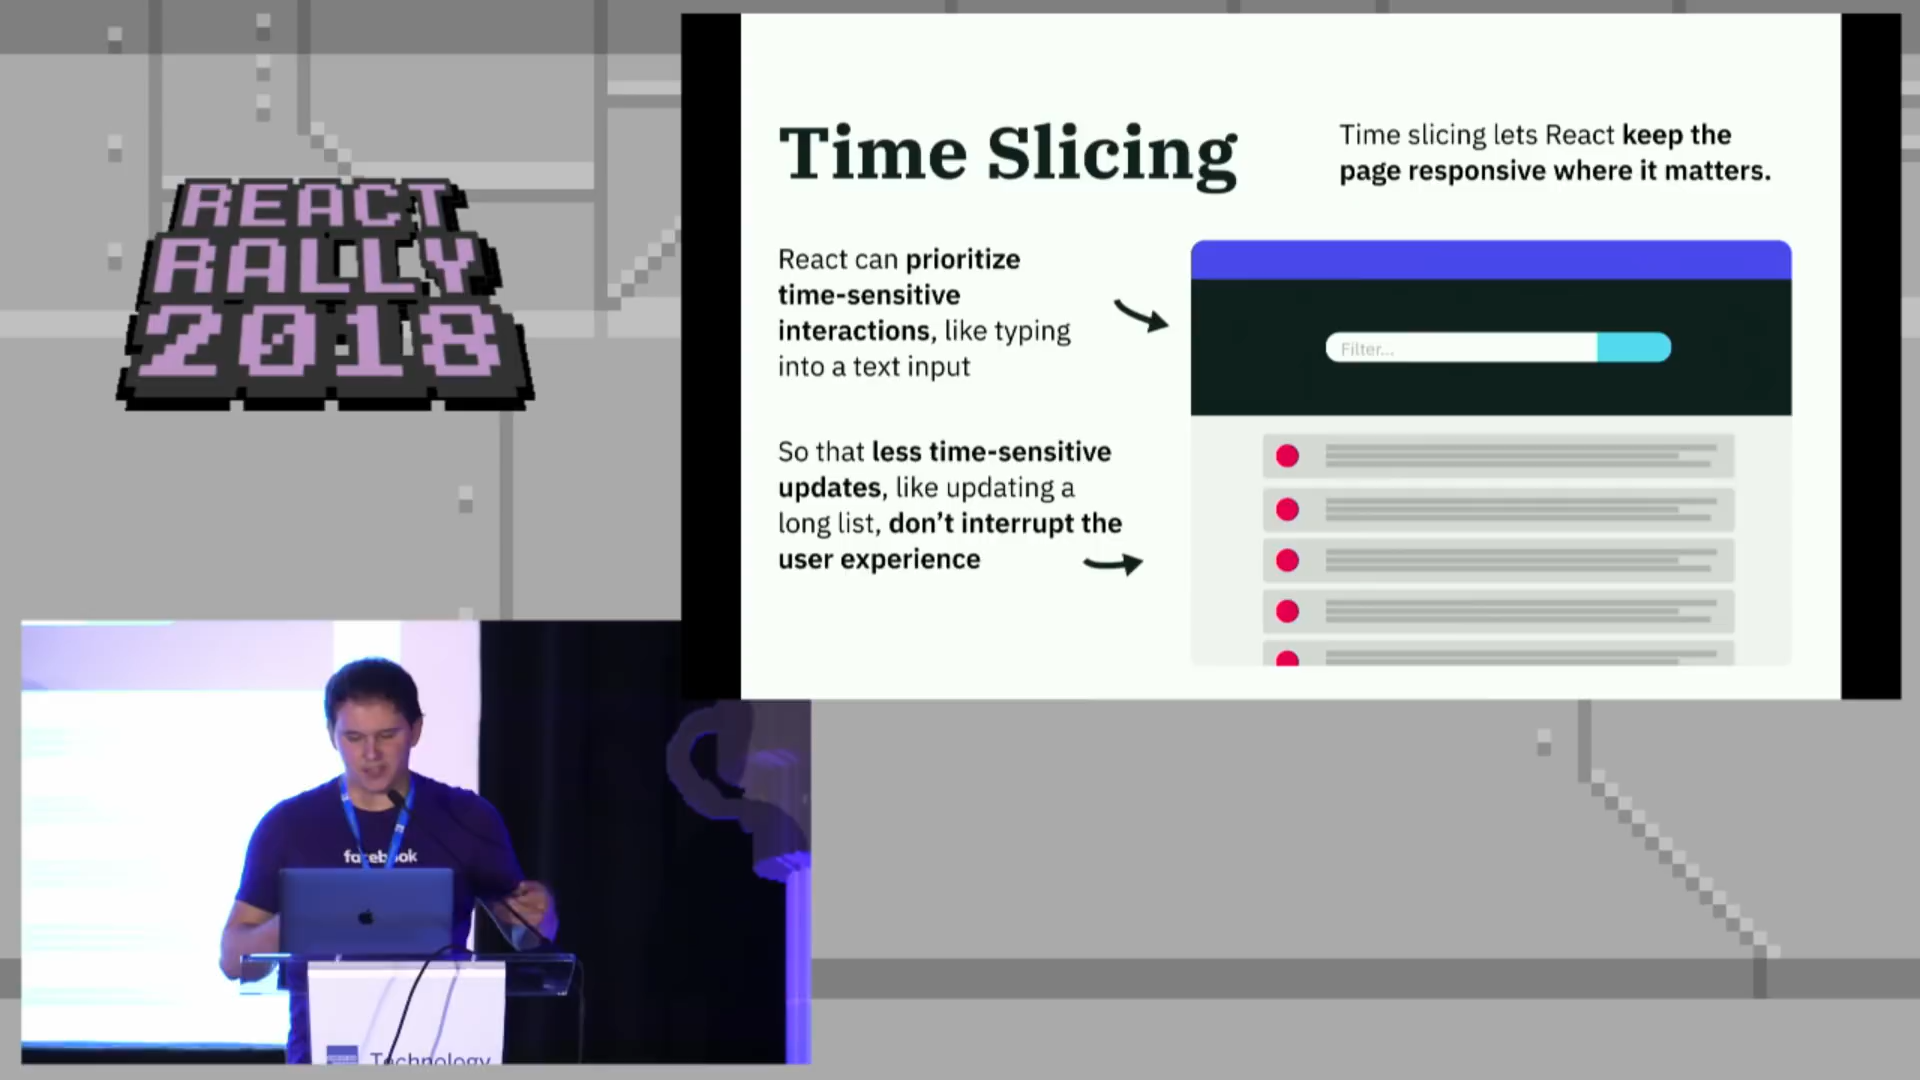 REACT
RALLY
2018
Time Slicing
Time slicing lets React keep the
page responsive where it matters.
React can prioritize
time-sensitive
interactions, like typing
into a text input
So that less time-sensitive
updates, like updating a
long list, don’t interrupt the
user experience
Filter...
facebook
Technology